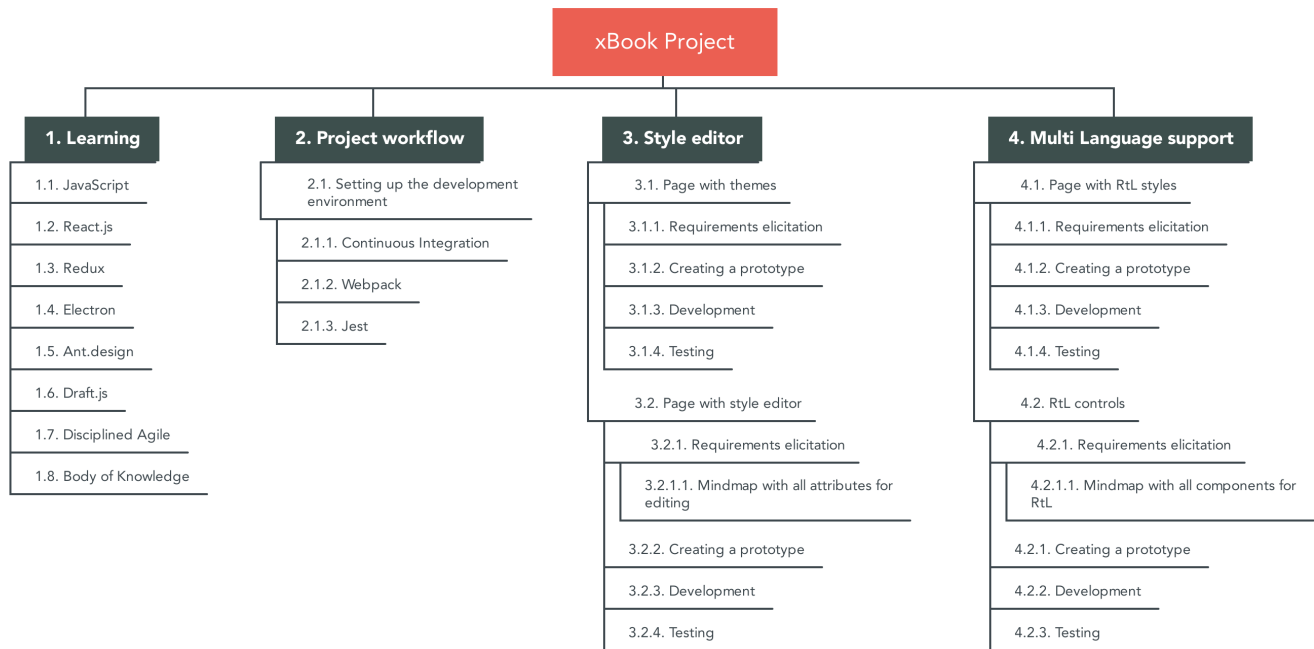 xBook Project
1. Learning
1.1. JavaScript
1.2. React.js
1.3. Redux
1.4. Electron
1.5. Ant.design
1.6. Draft.js
1.7. Disciplined Agile
1.8. Body of Knowledge
2. Project workflow
2.1. Setting up the development
environment
2.1.1. Continuous Integration
2.1.2. Webpack
2.1.3. Jest
3. Style editor
3.1. Page with themes
3.1.1. Requirements elicitation
3.1.2. Creating a prototype
3.1.3. Development
3.1.4. Testing
3.2. Page with style editor
3.2.1. Requirements elicitation
3.2.1.1. Mindmap with all attributes for
editing
3.2.2. Creating a prototype
3.2.3. Development
3.2.4. Testing
4. Multi Language support
4.1. Page with RtL styles
4.1.1. Requirements elicitation
4.1.2. Creating a prototype
4.1.3. Development
4.1.4. Testing
4.2. RtL controls
4.2.1. Requirements elicitation
4.2.1.1. Mindmap with all components for
RtL
4.2.1. Creating a prototype
4.2.2. Development
4.2.3. Testing